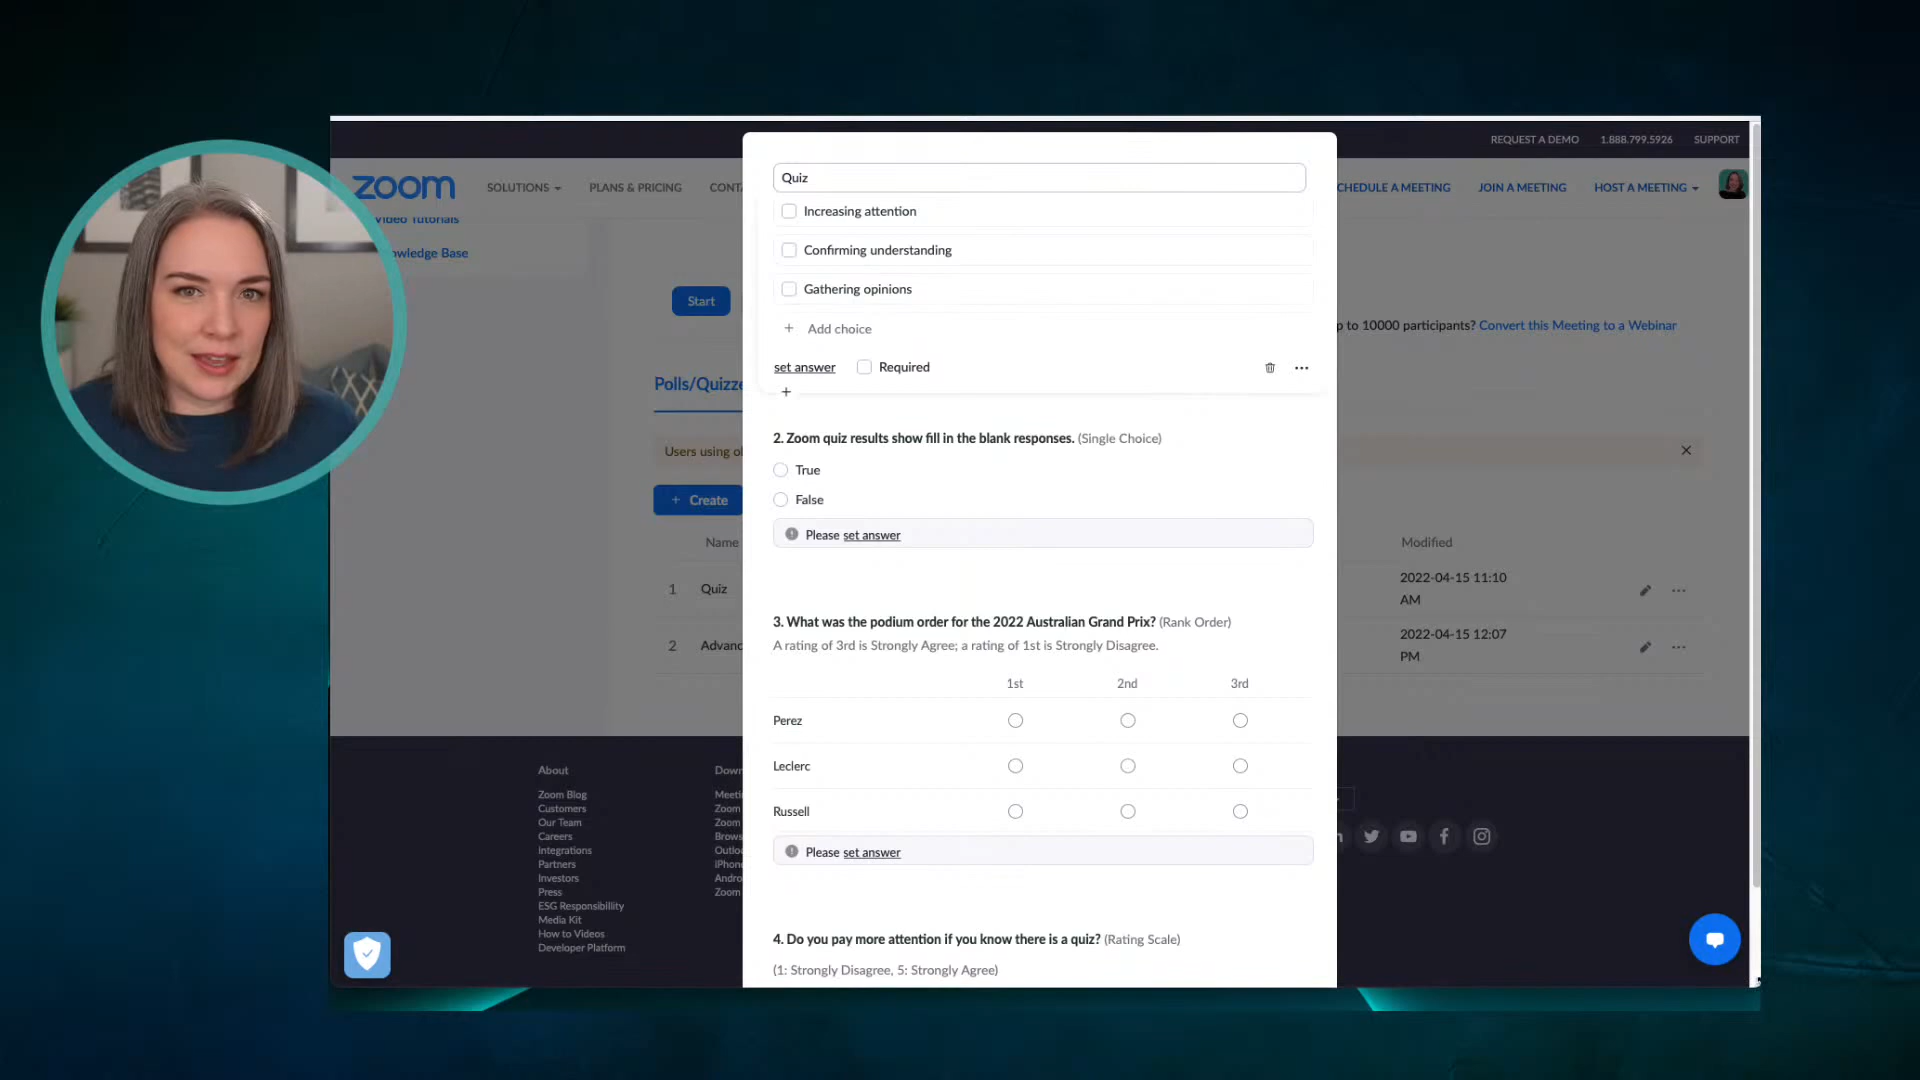 REQUEST A DEMO 1.888.799.5926 SUPPORT
zoom SOLUTIONS PLANS & PRICING CONTA CHEDULE A MEETING JOIN A MEETING HOST A MEETING
Video Tutorials
wledge Base
Start
p to 10000 participants? Convert this Meeting to a Webinar
Polls/Quizze
Users using ol
+ Create
Name Modified
1 Quiz 2022-04-15 11:10 AM
2 Advanc 2022-04-15 12:07 PM
Quiz
Increasing attention
Confirming understanding
Gathering opinions
+ Add choice
set answer Required
+
2. Zoom quiz results show fill in the blank responses. (Single Choice)
True
False
Please set answer
3. What was the podium order for the 2022 Australian Grand Prix? (Rank Order)
A rating of 3rd is Strongly Agree; a rating of 1st is Strongly Disagree.
1st 2nd 3rd
Perez
Leclerc
Russell
Please set answer
4. Do you pay more attention if you know there is a quiz? (Rating Scale)
(1: Strongly Disagree, 5: Strongly Agree)
About
Zoom Blog
Customers
Our Team
Careers
Integrations
Partners
Investors
Press
ESG Responsibility
Media Kit
How to Videos
Developer Platform
Down
Meeti
Zoom
Zoom
Brows
Outloo
iPhone
Andro
Zoom